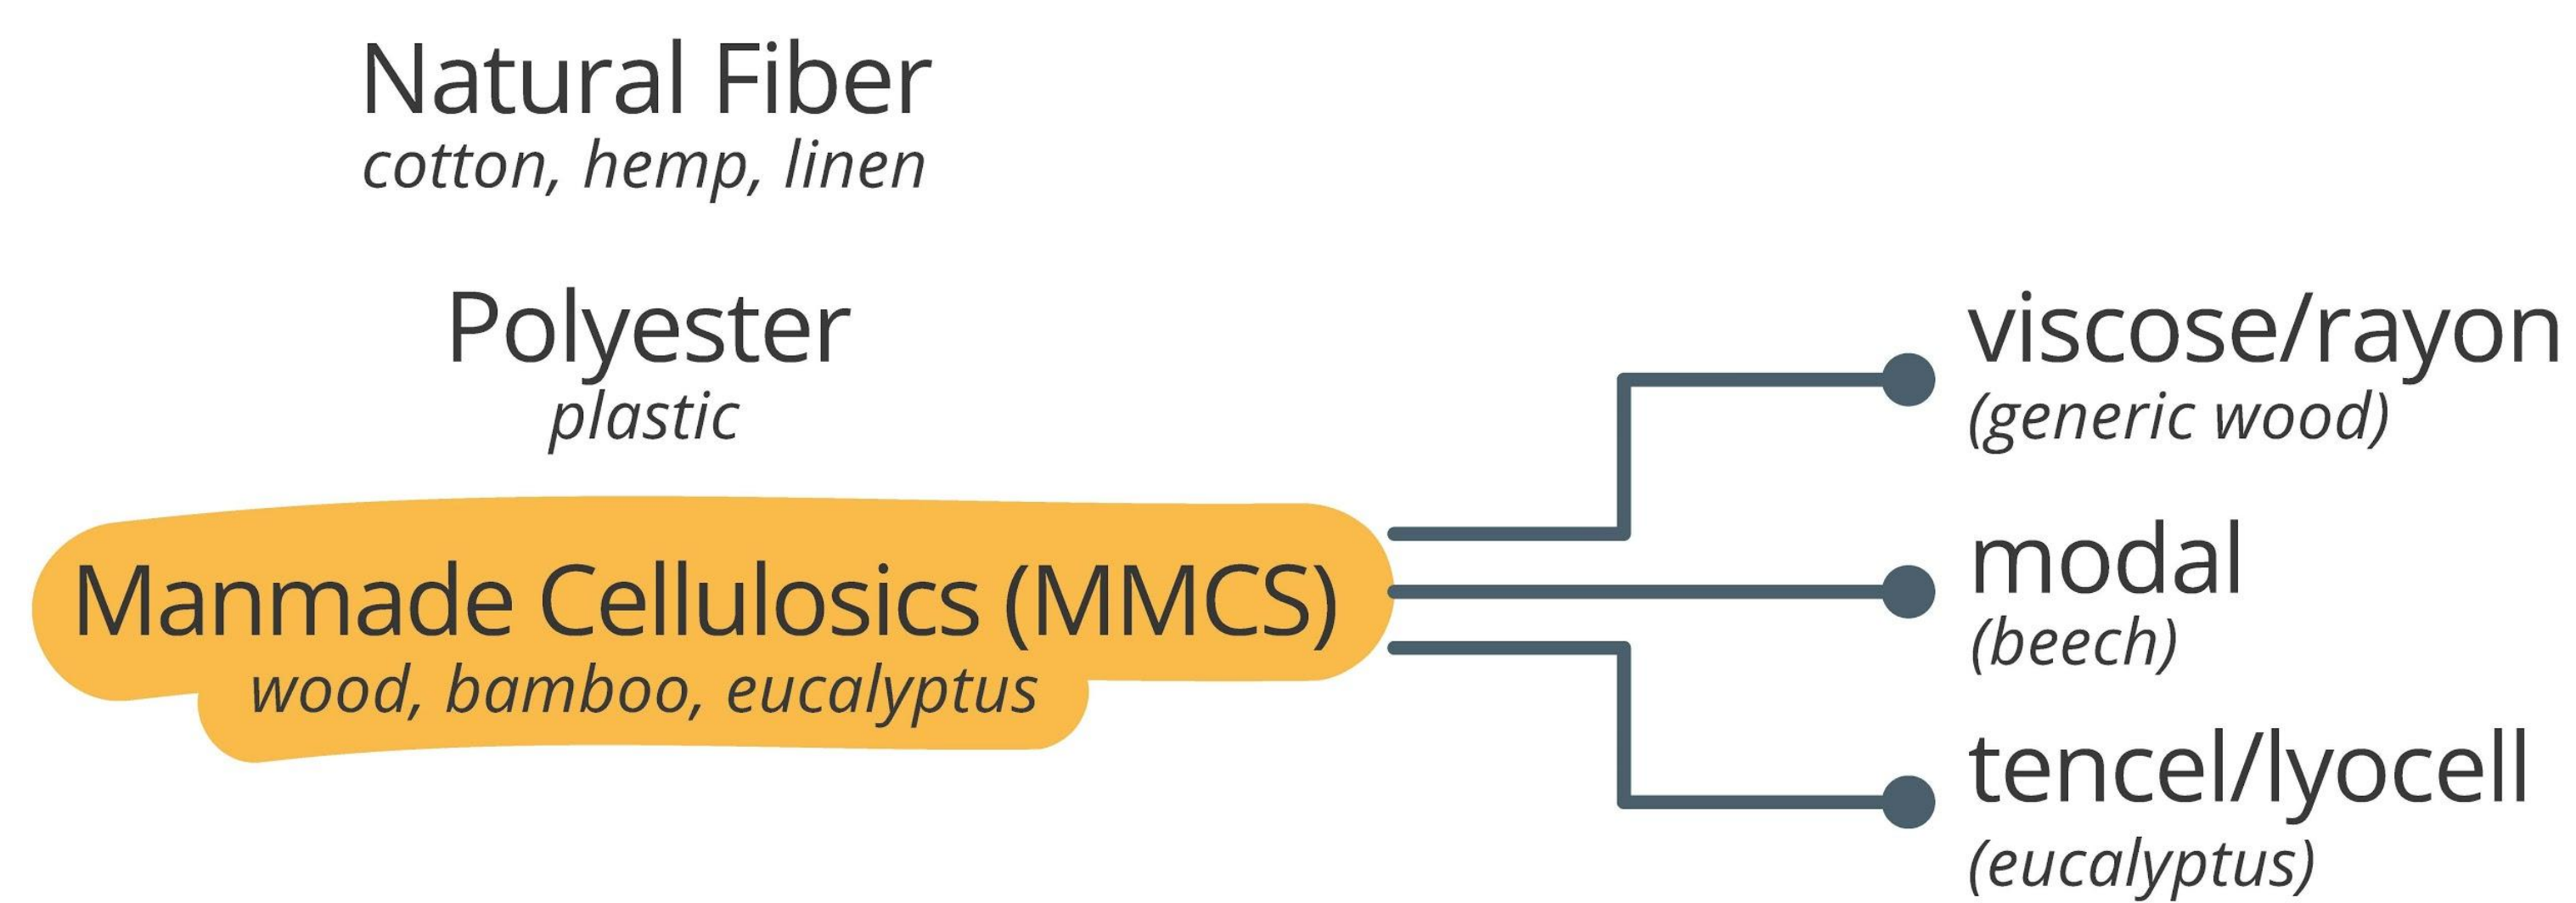 Natural Fiber
cotton, hemp, linen
Polyester
plastic
Manmade Cellulosics (MMCS)
wood, bamboo, eucalyptus
viscose/rayon
(generic wood)
modal
(beech)
tencel/lyocell
(eucalyptus)